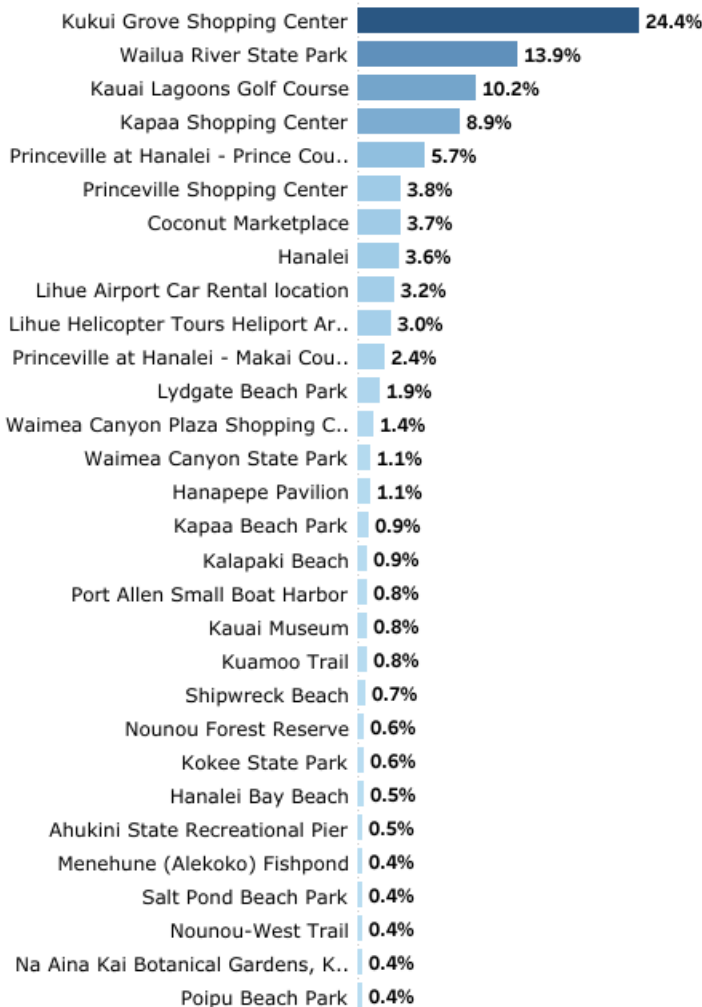 Kukui Grove Shopping Center 24.4%
Wailua River State Park 13.9%
Kauai Lagoons Golf Course 10.2%
Kapaa Shopping Center 8.9%
Princeville at Hanalei - Prince Cou.. 5.7%
Princeville Shopping Center 3.8%
Coconut Marketplace 3.7%
Hanalei 3.6%
Lihue Airport Car Rental location 3.2%
Lihue Helicopter Tours Heliport Ar.. 3.0%
Princeville at Hanalei - Makai Cou.. 2.4%
Lydgate Beach Park 1.9%
Waimea Canyon Plaza Shopping C.. 1.4%
Waimea Canyon State Park 1.1%
Hanapepe Pavilion 1.1%
Kapaa Beach Park 0.9%
Kalapaki Beach 0.9%
Port Allen Small Boat Harbor 0.8%
Kauai Museum 0.8%
Kuamoo Trail 0.8%
Shipwreck Beach 0.7%
Nounou Forest Reserve 0.6%
Kokee State Park 0.6%
Hanalei Bay Beach 0.5%
Ahukini State Recreational Pier 0.5%
Menehune (Alekoko) Fishpond 0.4%
Salt Pond Beach Park 0.4%
Nounou-West Trail 0.4%
Na Aina Kai Botanical Gardens, K.. 0.4%
Poipu Beach Park 0.4%